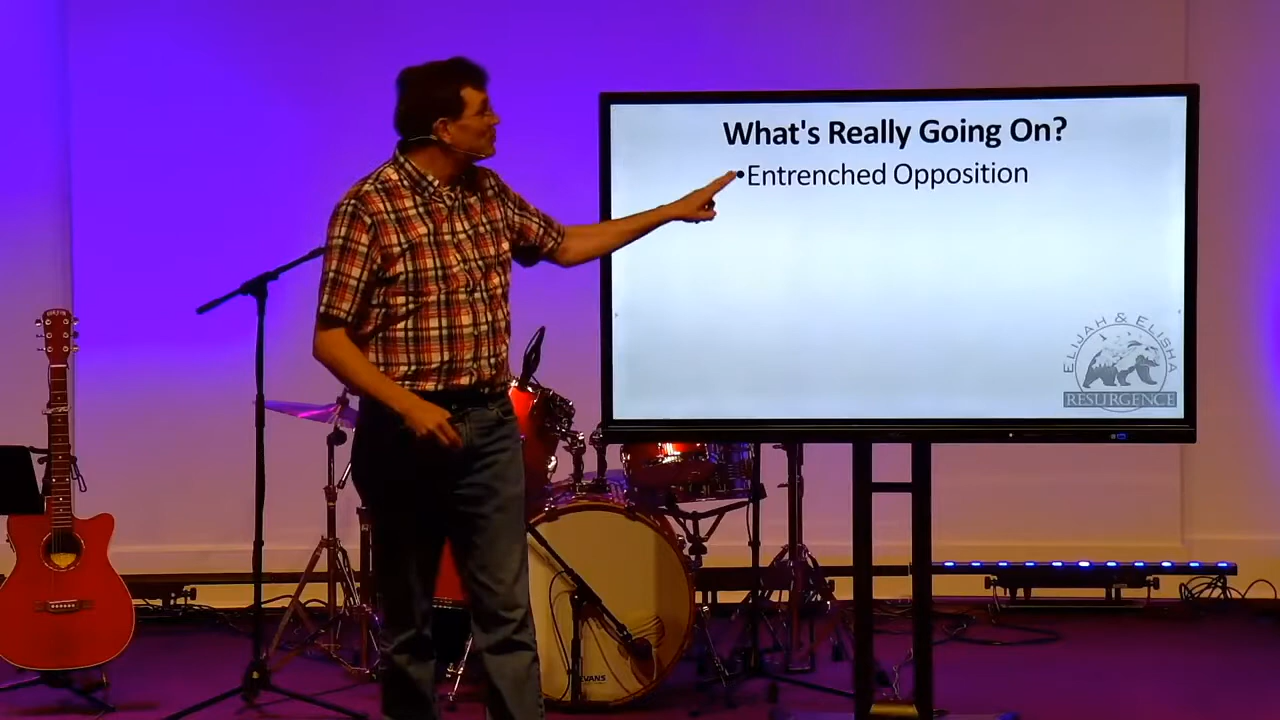 What's Really Going On?
•Entrenched Opposition
ELIJAH & ELISHA
RESURGENCE
EVANS